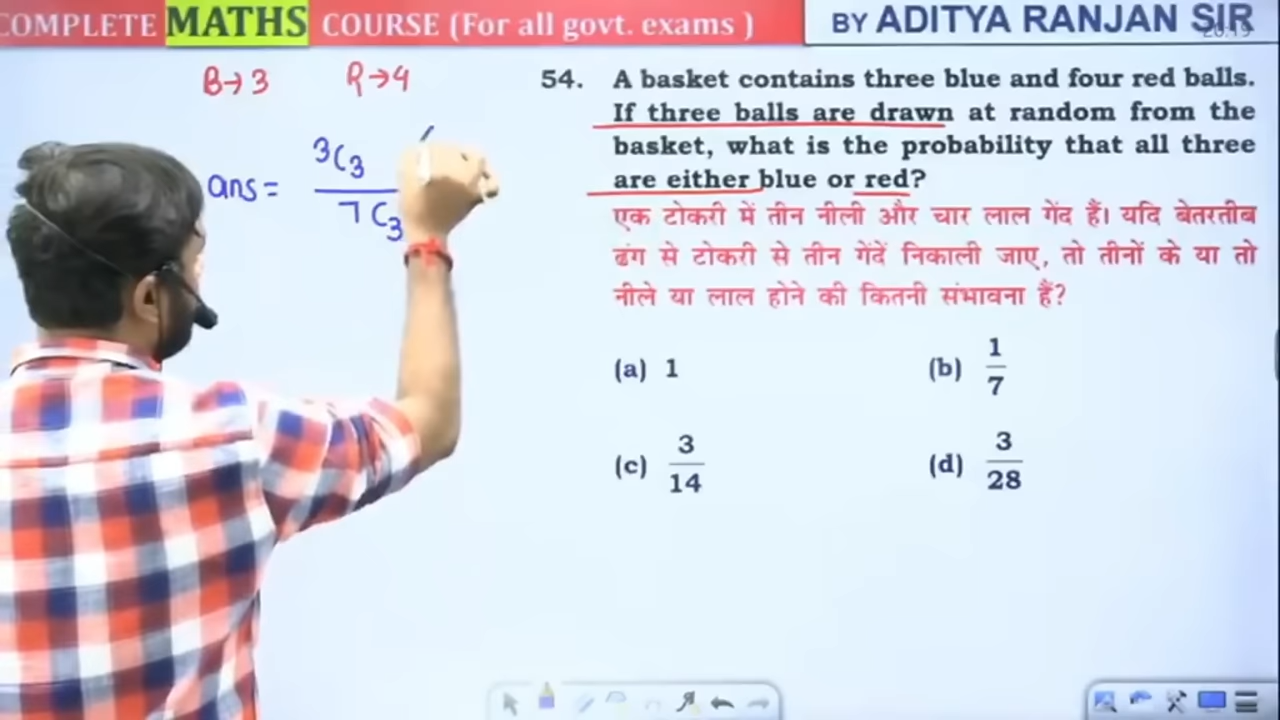 COMPLETE MATHS COURSE (For all govt. exams )
BY ADITYA RANJAN SIR
B→3 R→4
ans = 3C3
7C3
54. A basket contains three blue and four red balls.
If three balls are drawn at random from the
basket, what is the probability that all three
are either blue or red?
एक टोकरी में तीन नीली और चार लाल गेंद हैं। यदि बेतरतीब
ढंग से टोकरी से तीन गेंदें निकाली जाए, तो तीनों के या तो
नीले या लाल होने की कितनी संभावना हैं?
(a) 1
(b) 1/7
(c) 3/14
(d) 3/28